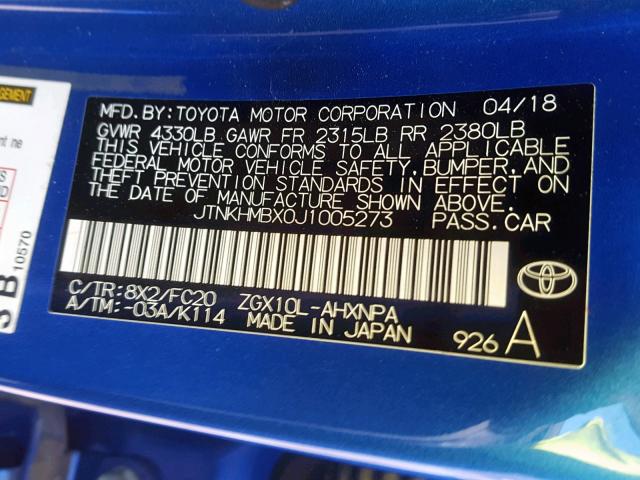 MFD.BY:TOYOTA MOTOR CORPORATION 04/18
GVWR 4330LB GAWR FR 2315LB RR 2380LB
THIS VEHICLE CONFORMS TO ALL APPLICABLE
FEDERAL MOTOR VEHICLE SAFETY,BUMPER,AND
THEFT PREVENTION STANDARDS IN EFFECT ON
THE DATE OF MANUFACTURE SHOWN ABOVE.
JTNKHMBX0J1005273 PASS.CAR
C/TR:8X2/FC20 ZGX10L-AHXNPA
A/TM:-03A/K114 MADE IN JAPAN
926 A
10570